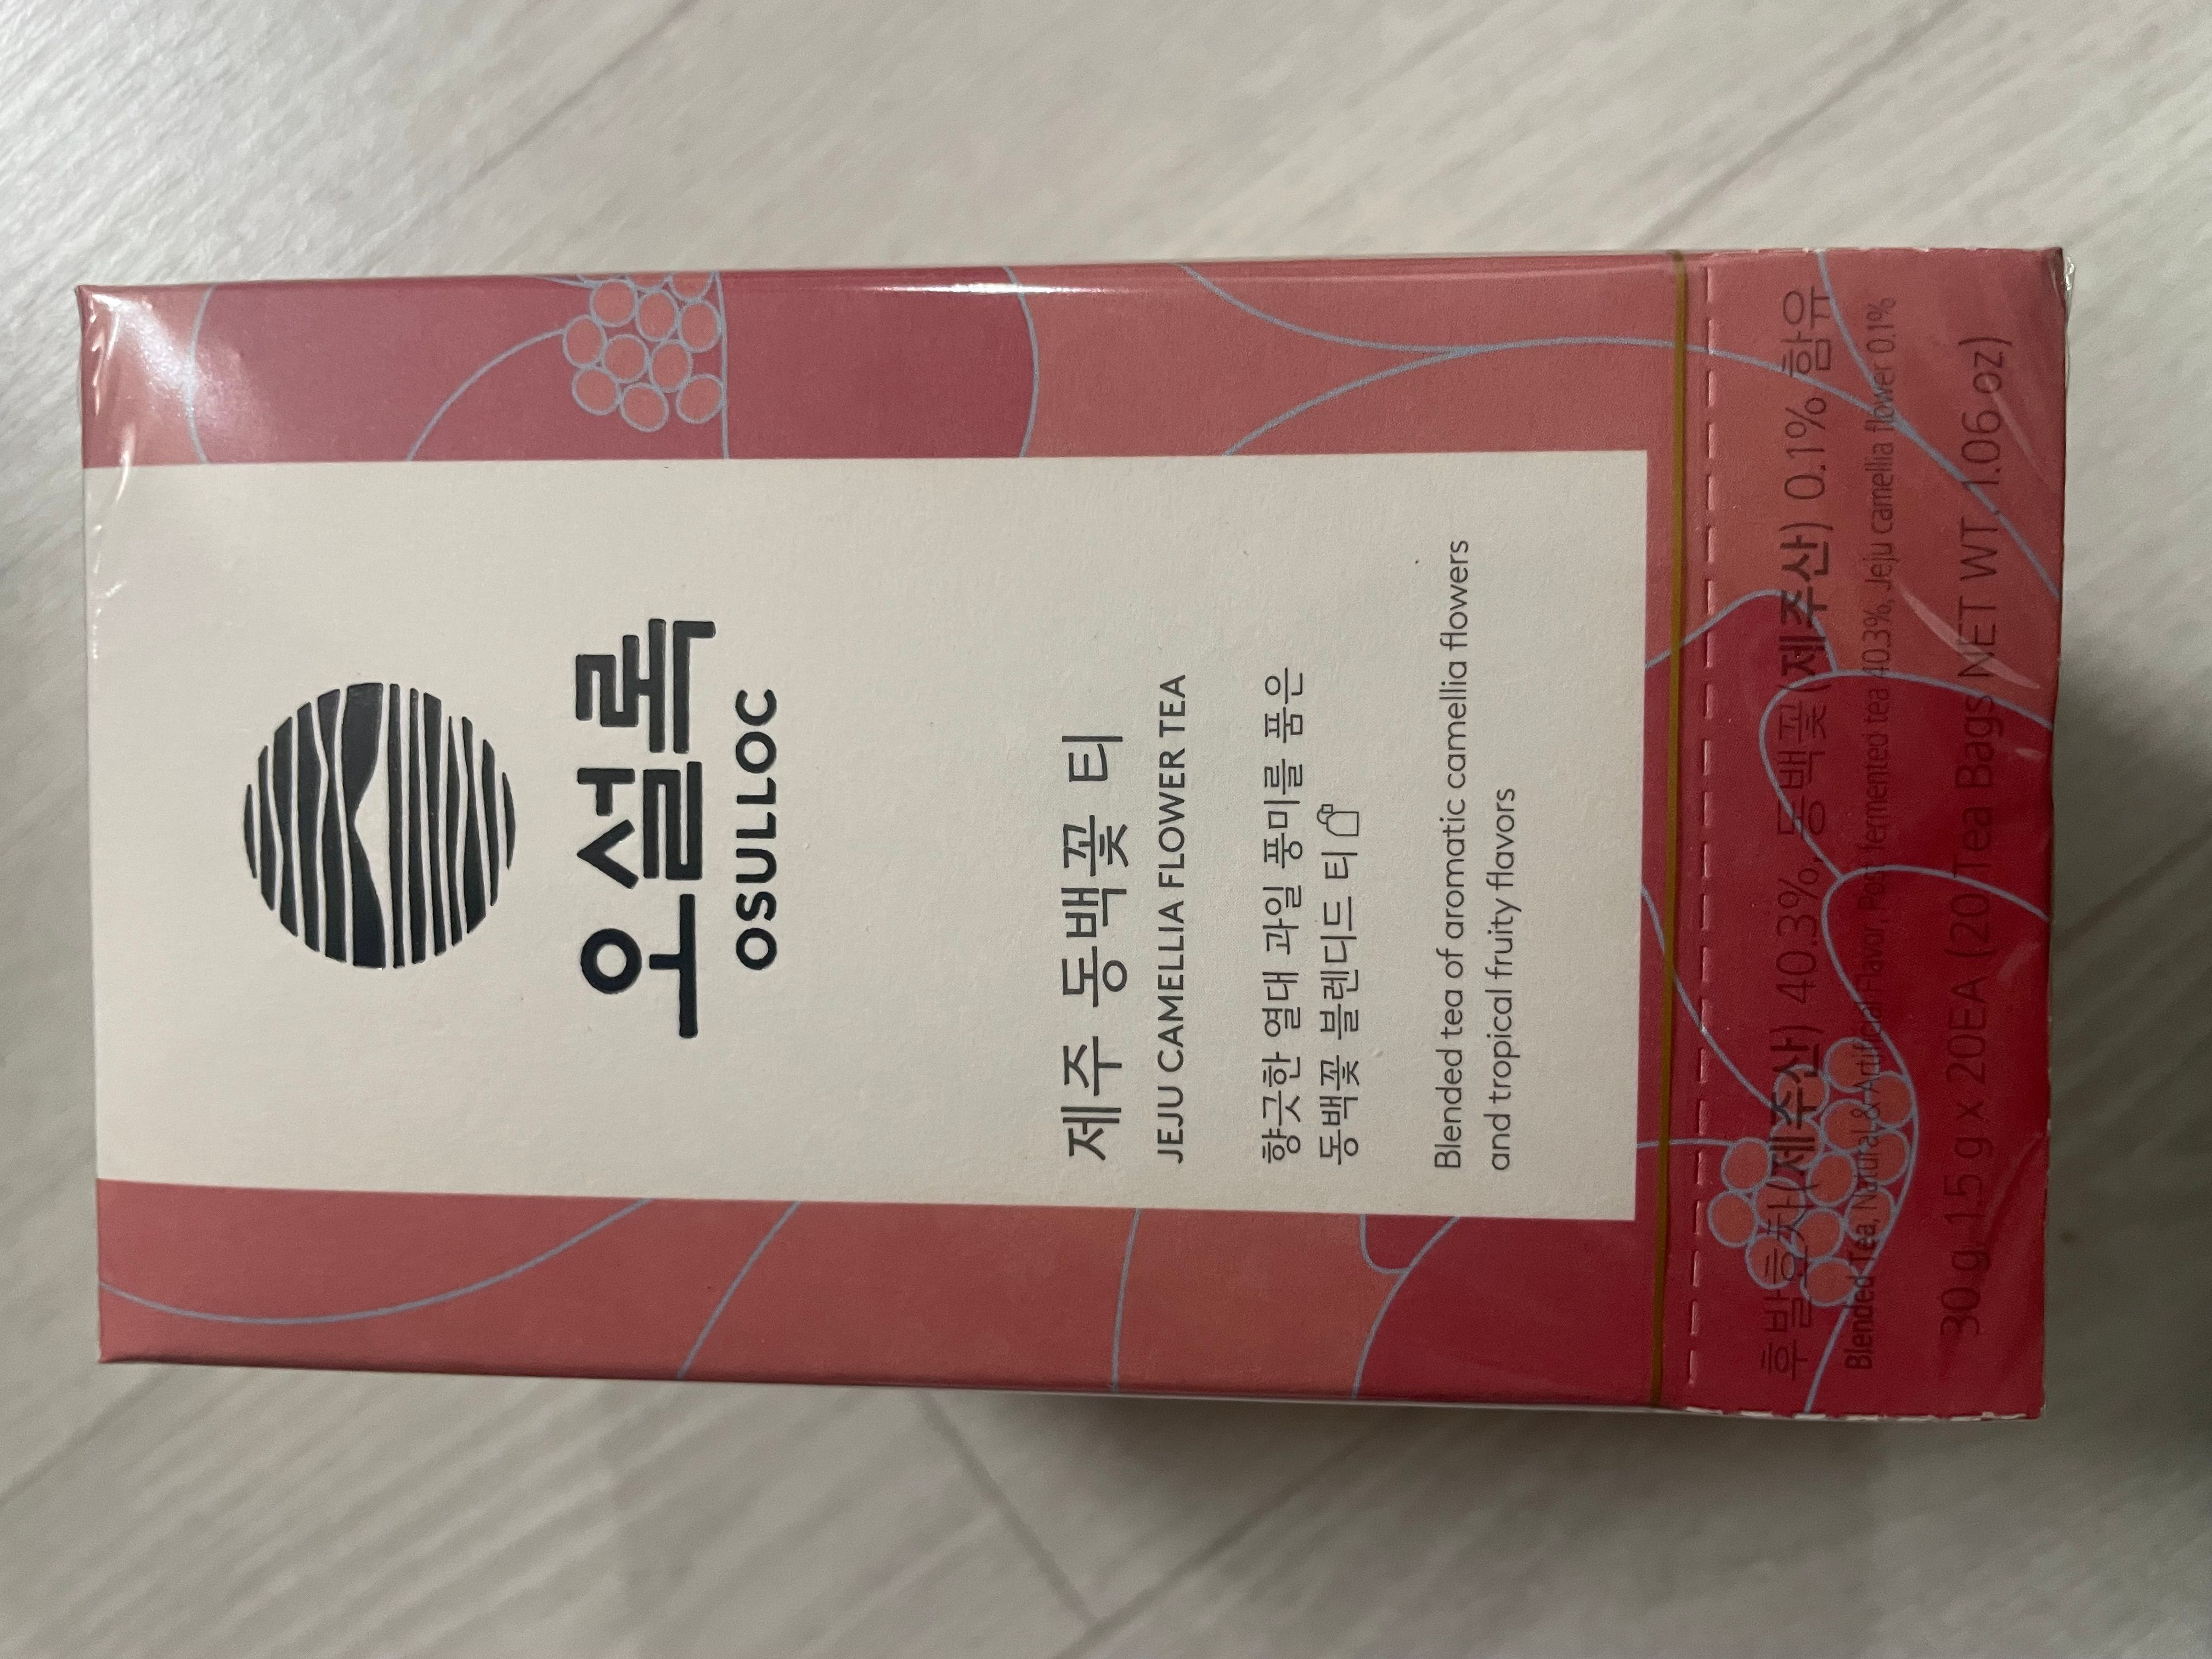 오설록
OSULLOC
제주 동백꽃 티
JEJU CAMELLIA FLOWER TEA
향긋한 열대 과일 풍미를 품은
동백꽃 블렌디드 티
Blended tea of aromatic camellia flowers
and tropical fruity flavors
후발효차(제주산) 40.3%, 동백꽃(제주산) 0.1% 함유
Blended Tea, Natural & Artificial Flavor, Post fermented tea 40.3%, Jeju camellia flower 0.1%
30 g, 1.5 g x 20EA (20 Tea Bags) NET WT 1.06 oz)